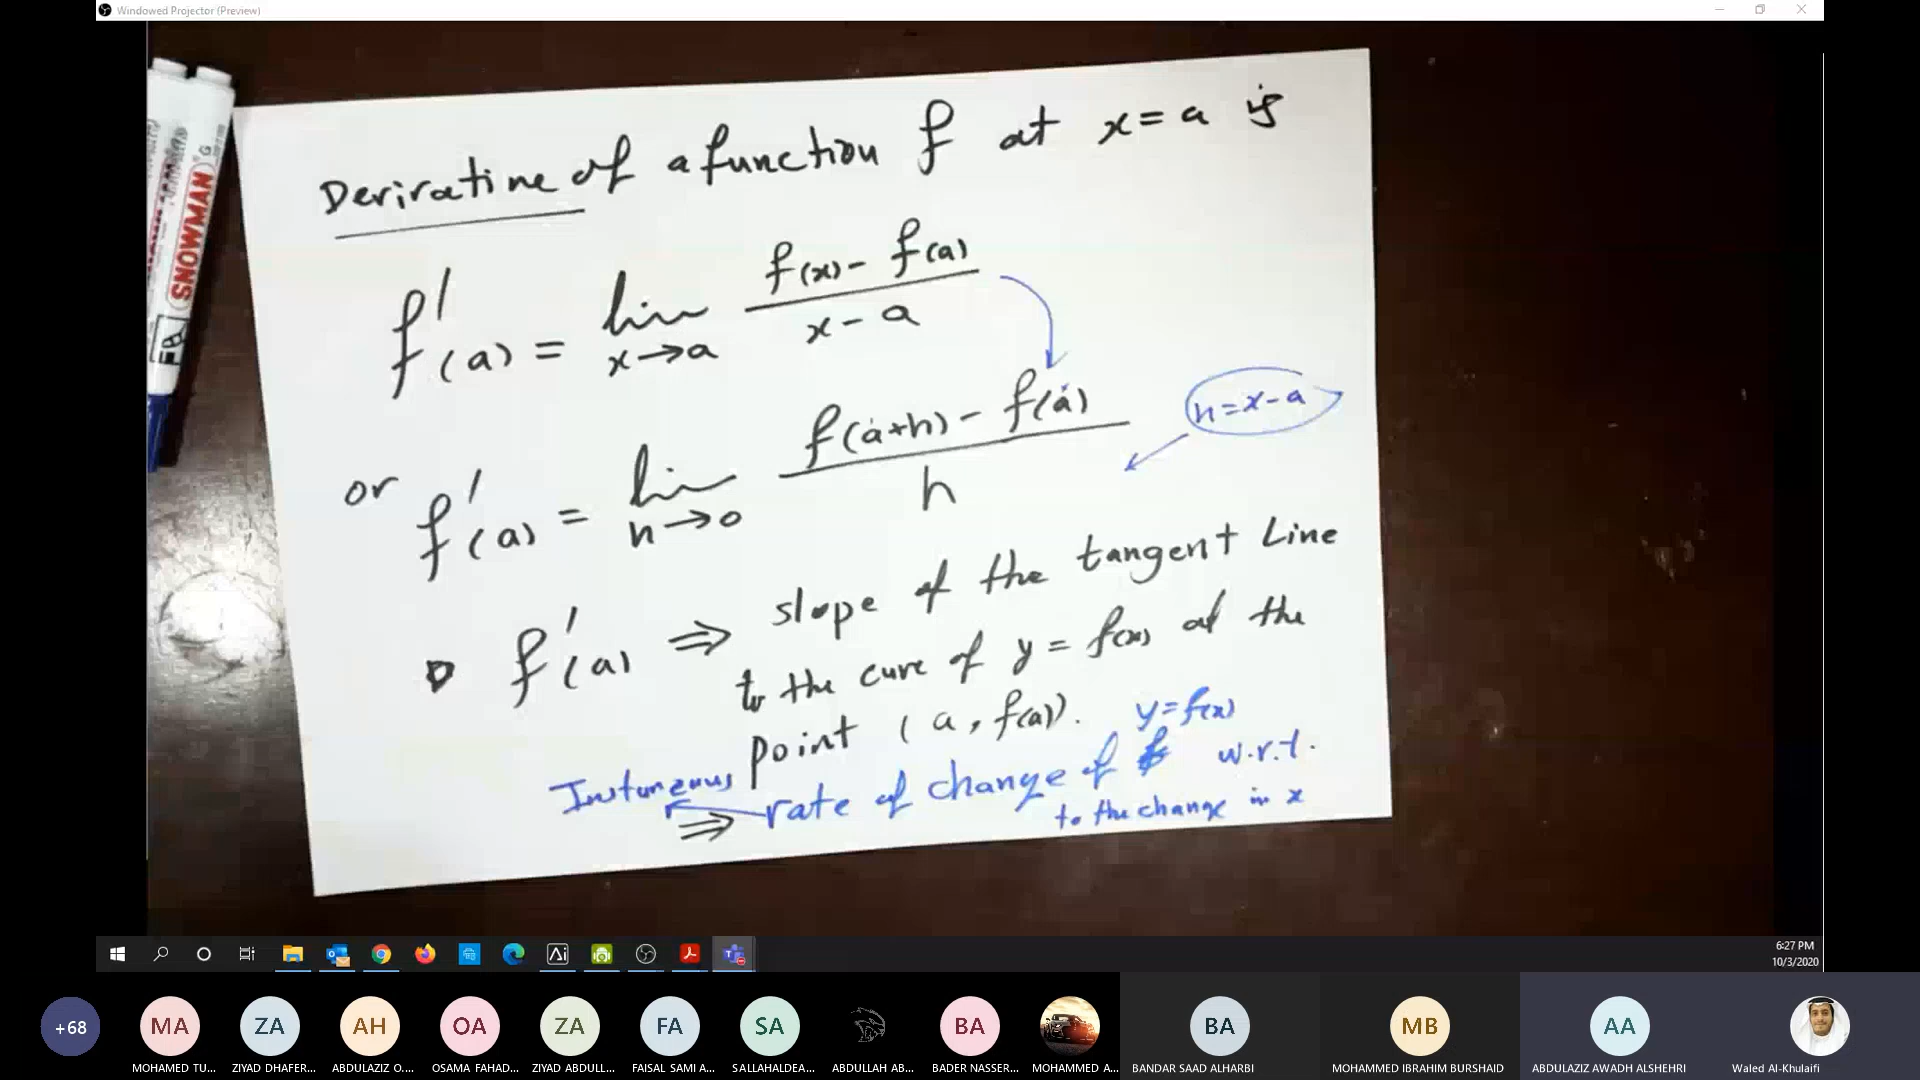 Windowed Projector (Preview)
SNOWMAN
G
Derivative of a function f at x = a is
f'(a) = lim x→a f(x) - f(a) / x - a
or f'(a) = lim h→0 f(a+h) - f(a) / h
h = x - a
f'(a) ⇒ slope of the tangent Line
to the curve of y = f(x) at the
point (a, f(a)).
y = f(x)
Instuneous
⇒ rate of change of f w.r.t.
to the change in x
6:27 PM
10/3/2020
+68
MA
ZA
AH
OA
ZA
FA
SA
BA
BA
MB
AA
MOHAMED TU...
ZIYAD DHAFER...
ABDULAZIZ O....
OSAMA FAHAD...
ZIYAD ABDULL...
FAISAL SAMI A...
SALLAHALDEA...
ABDULLAH AB...
BADER NASSER...
MOHAMMED A...
BANDAR SAAD ALHARBI
MOHAMMED IBRAHIM BURSHAID
ABDULAZIZ AWADH ALSHEHRI
Waled Al-Khulaifi